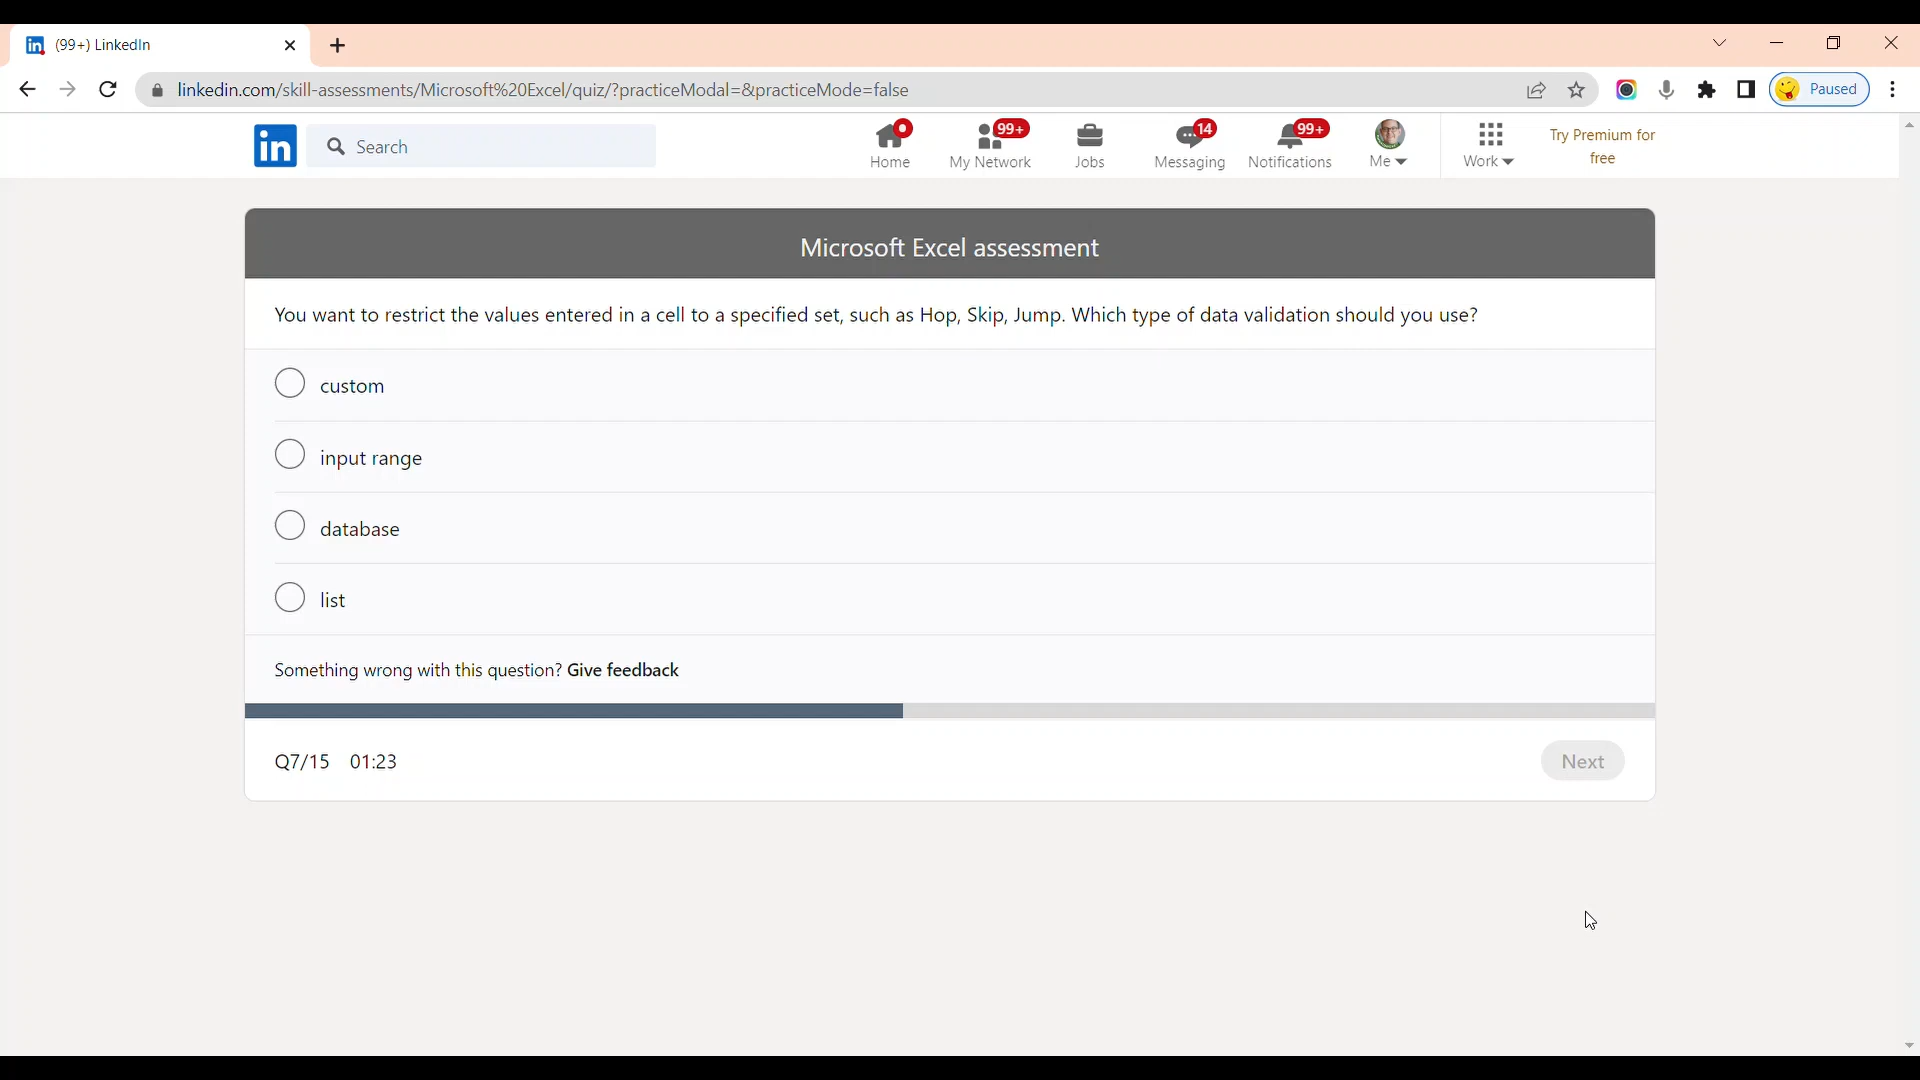 (99+) LinkedIn
linkedin.com/skill-assessments/Microsoft%20Excel/quiz/?practiceModal=&practiceMode=false
Paused
in
Search
99+
14
99+
Home
My Network
Jobs
Messaging
Notifications
Me
Work
Try Premium for
free
Microsoft Excel assessment
You want to restrict the values entered in a cell to a specified set, such as Hop, Skip, Jump. Which type of data validation should you use?
custom
input range
database
list
Something wrong with this question? Give feedback
Q7/15 01:23
Next